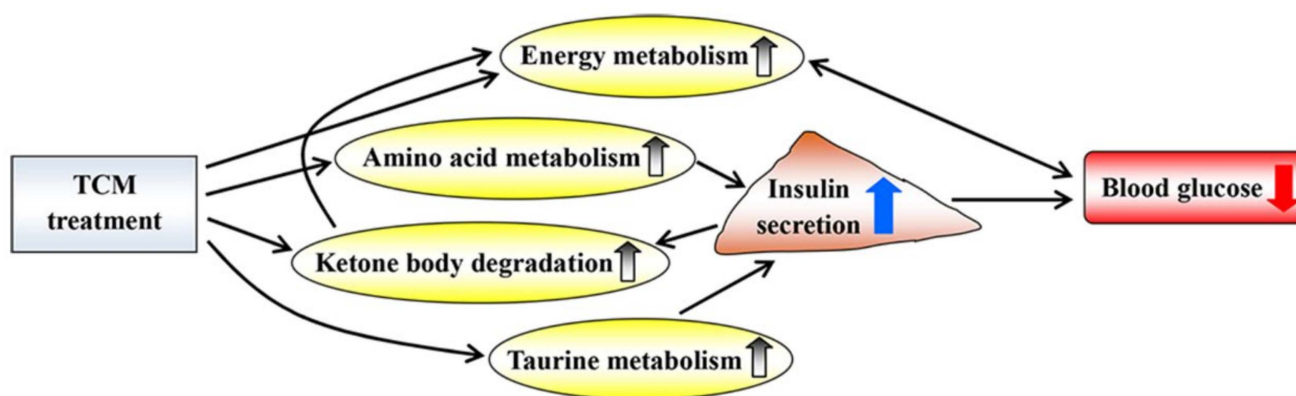 Energy metabolism
Amino acid metabolism
TCM
treatment
Insulin
secretion
Blood glucose
Ketone body degradation
Taurine metabolism